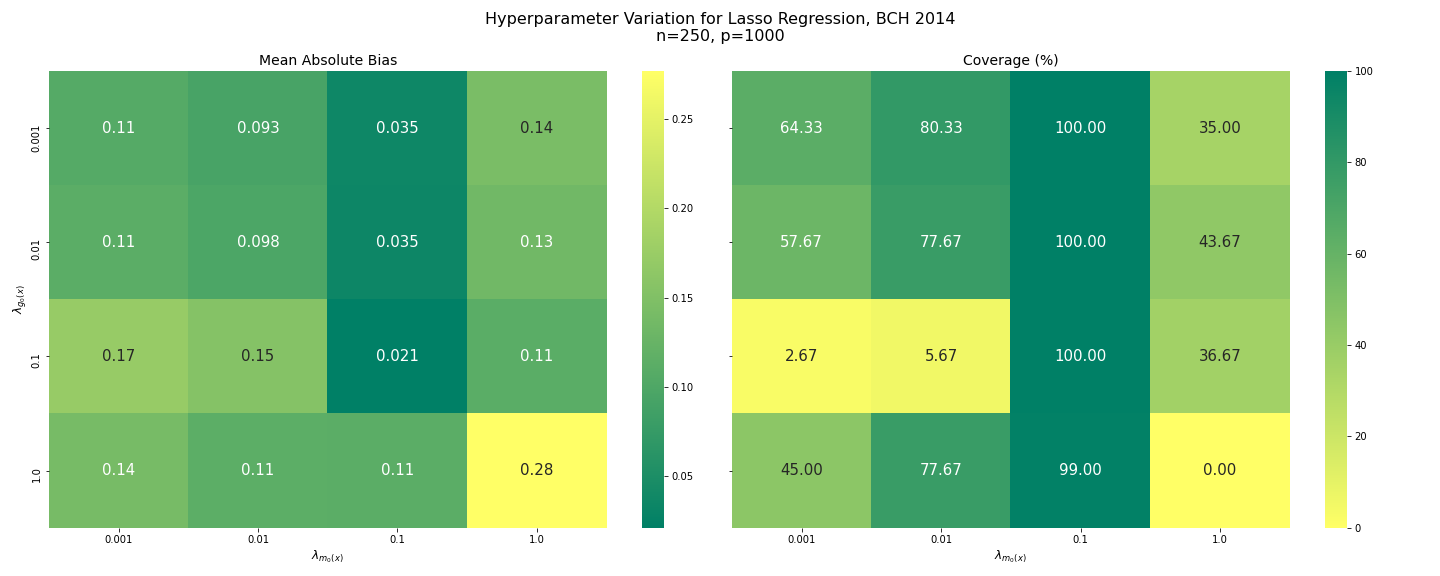 Hyperparameter Variation for Lasso Regression, BCH 2014
n=250, p=1000
Mean Absolute Bias
0.001 0.11 0.093 0.035 0.14
0.01 0.11 0.098 0.035 0.13
0.1 0.17 0.15 0.021 0.11
1.0 0.14 0.11 0.11 0.28
0.001 0.01 0.1 1.0
λ_{g_0(x)}
λ_{m_0(x)}
0.25
0.20
0.15
0.10
0.05
Coverage (%)
64.33 80.33 100.00 35.00
57.67 77.67 100.00 43.67
2.67 5.67 100.00 36.67
45.00 77.67 99.00 0.00
0.001 0.01 0.1 1.0
λ_{m_0(x)}
100
80
60
40
20
0